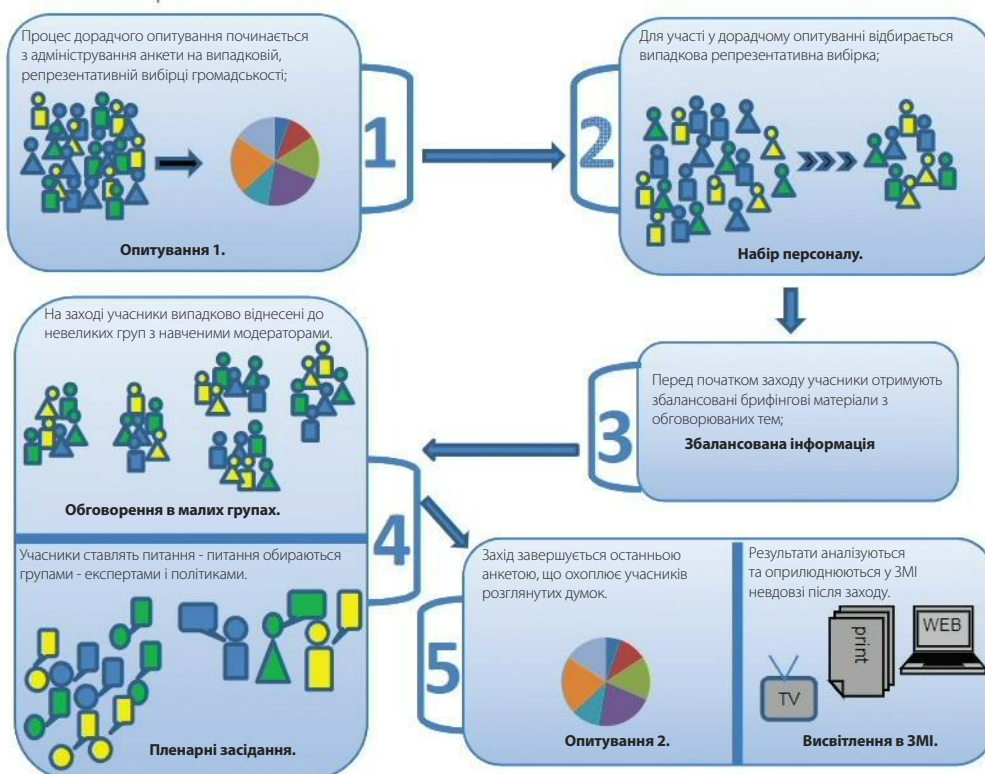 Процес дорадчого опитування починається
з адміністрування анкети на випадковій,
репрезентативній вибірці громадськості;
Опитування 1.
1
Для участі у дорадчому опитуванні відбирається
випадкова репрезентативна вибірка;
2
Набір персоналу.
Перед початком заходу учасники отримують
збалансовані брифінгові матеріали з
обговорюваних тем;
3
Збалансована інформація
На заході учасники випадково віднесені до
невеликих груп з навченими модераторами.
Обговорення в малих групах.
4
Учасники ставлять питання - питання обираються
групами - експертами і політиками.
Пленарні засідання.
Захід завершується останньою
анкетою, що охоплює учасників
розглянутих думок.
5
Опитування 2.
Результати аналізуються
та оприлюднюються у ЗМІ
невдовзі після заходу.
TV
print
WEB
Висвітлення в ЗМІ.